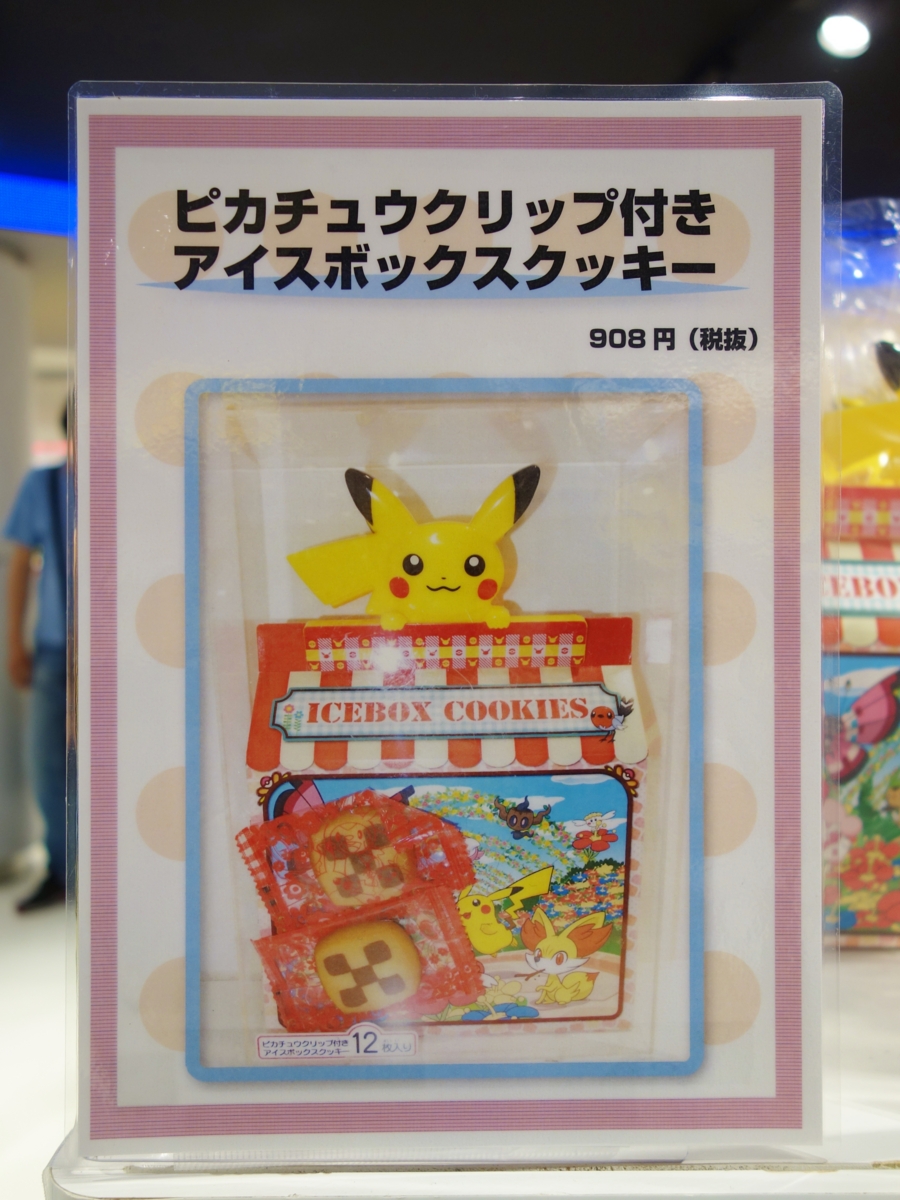 ピカチュウクリップ付き
アイスボックスクッキー
908円（税抜）
ICEBOX COOKIES
ピカチュウクリップ付き
アイスボックスクッキー 12枚入り